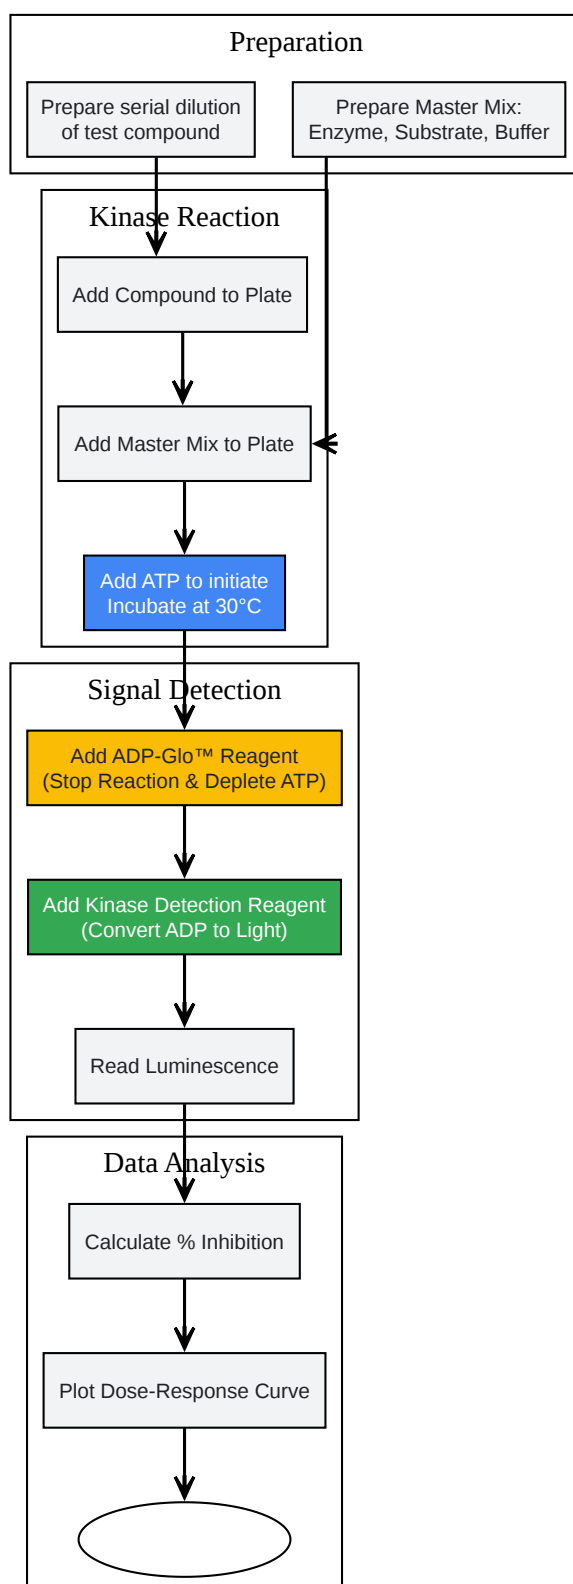 Preparation
Prepare serial dilution
of test compound
Prepare Master Mix:
Enzyme, Substrate, Buffer
Kinase Reaction
Add Compound to Plate
Add Master Mix to Plate
Add ATP to initiate
Incubate at 30°C
Signal Detection
Add ADP-Glo™ Reagent
(Stop Reaction & Deplete ATP)
Add Kinase Detection Reagent
(Convert ADP to Light)
Read Luminescence
Data Analysis
Calculate % Inhibition
Plot Dose-Response Curve